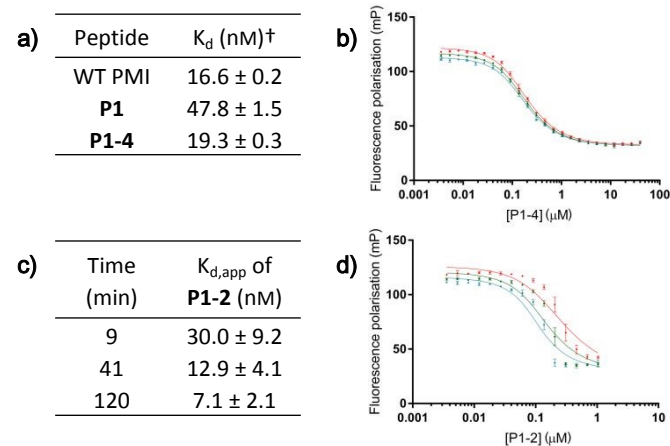 a)
Peptide K_d (nM)†
WT PMI 16.6 ± 0.2
P1 47.8 ± 1.5
P1-4 19.3 ± 0.3
b)
Fluorescence polarisation (mP)
150
100
50
0
0.001 0.01 0.1 1 10 100
[P1-4] (μM)
c)
Time K_d,app of
(min) P1-2 (nM)
9 30.0 ± 9.2
41 12.9 ± 4.1
120 7.1 ± 2.1
d)
Fluorescence polarisation (mP)
150
100
50
0
0.001 0.01 0.1 1 10
[P1-2] (μM)